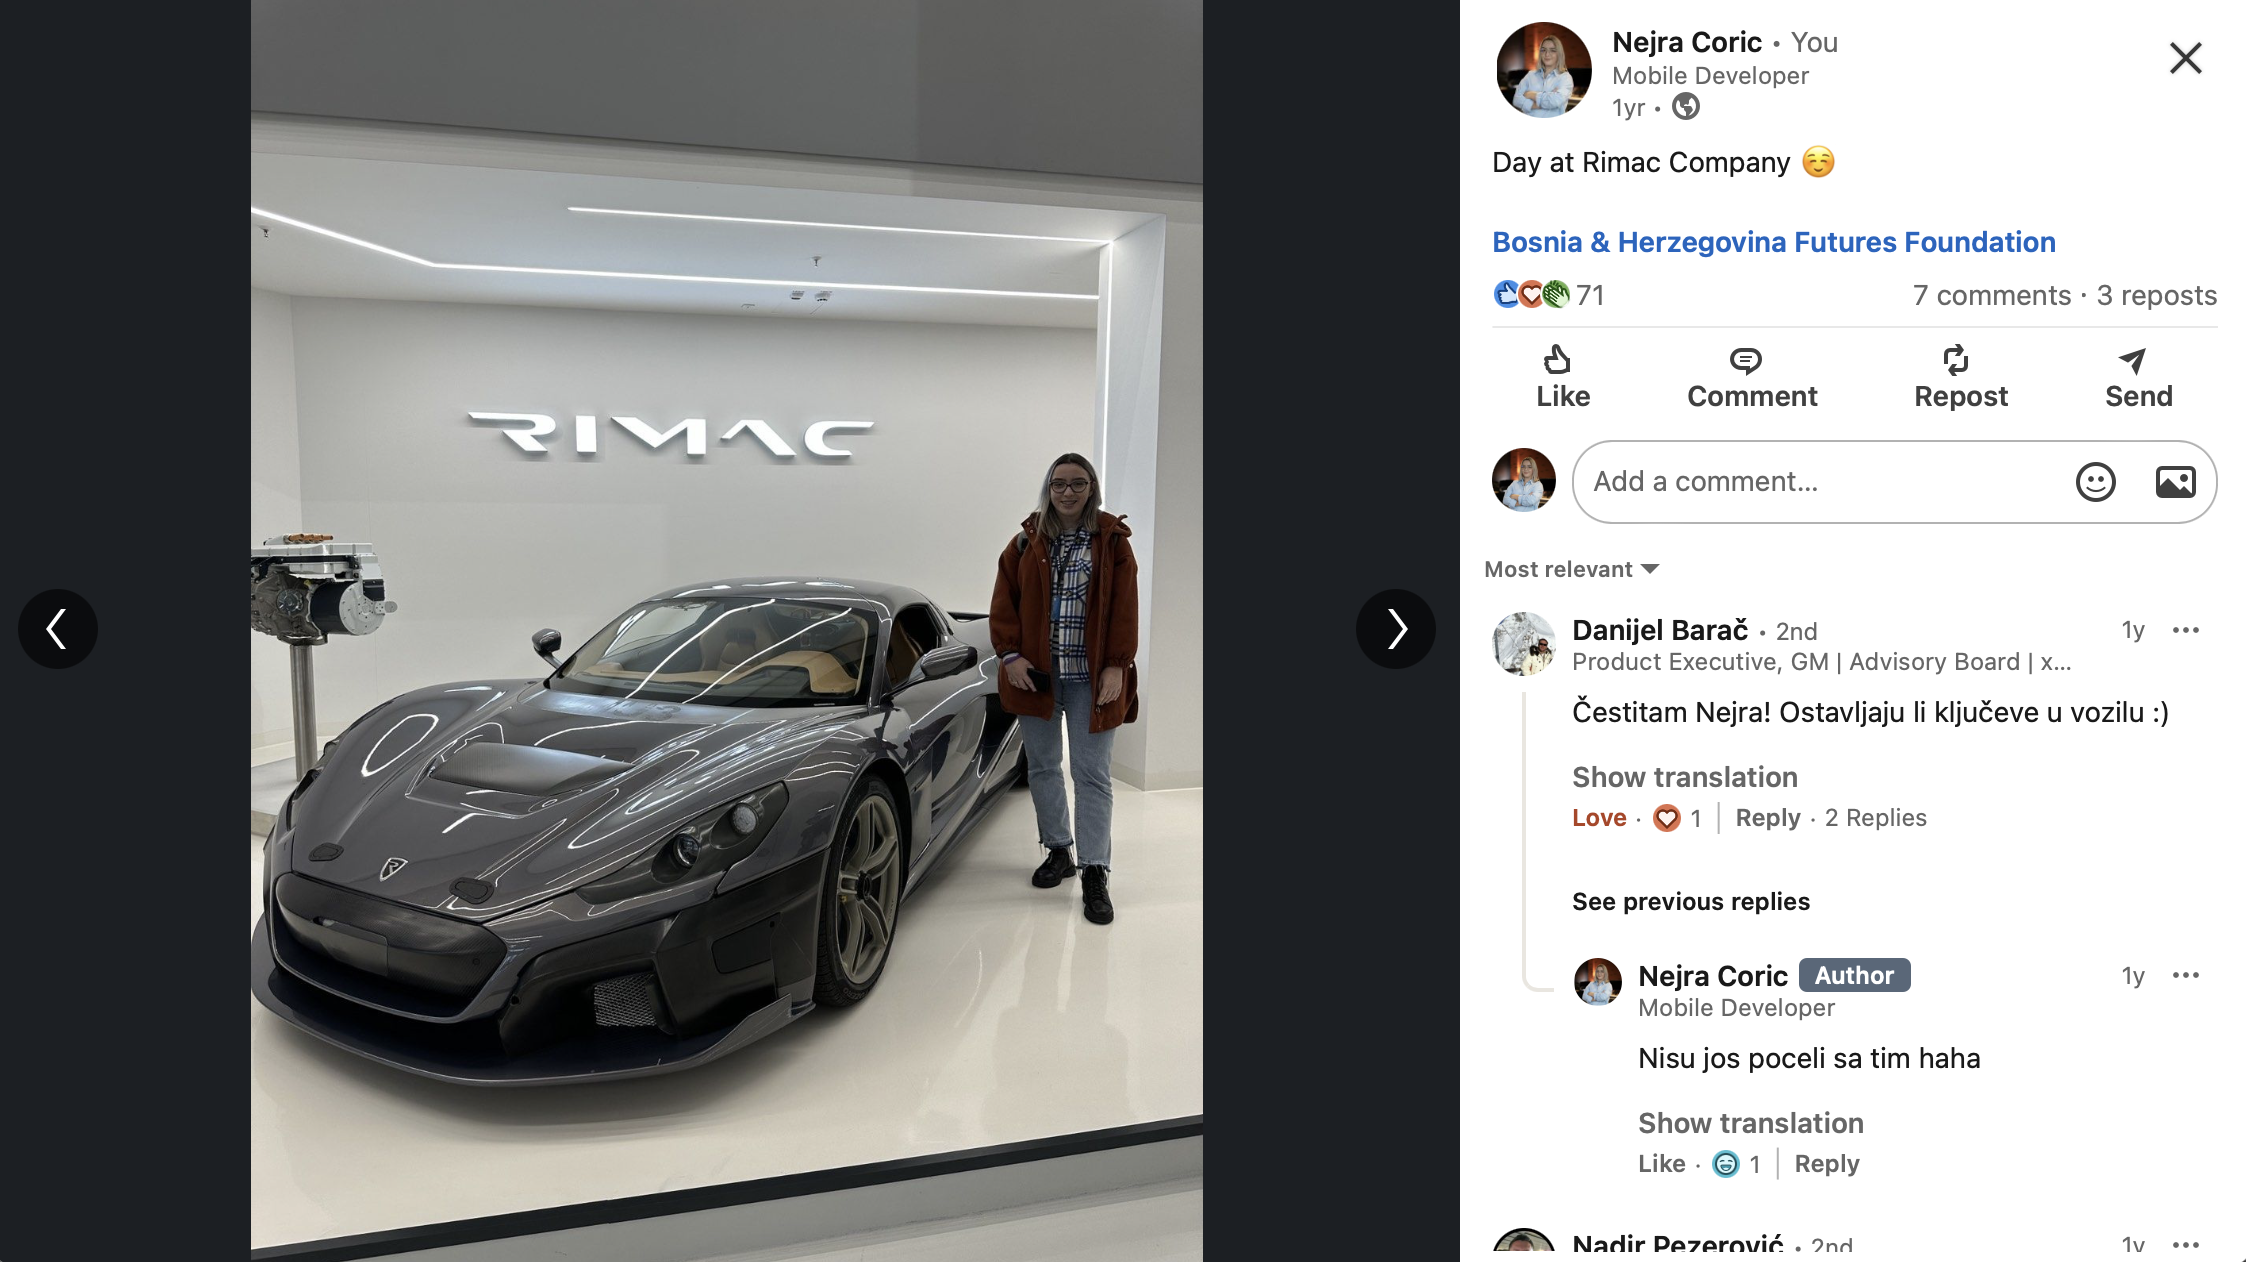 RIMAC
Nejra Coric • You
Mobile Developer
1yr •
Day at Rimac Company ☺️
Bosnia & Herzegovina Futures Foundation
71
7 comments · 3 reposts
Like
Comment
Repost
Send
Add a comment...
Most relevant
Danijel Barač • 2nd
1y
Product Executive, GM | Advisory Board | x...
Čestitam Nejra! Ostavljaju li ključeve u vozilu :)
Show translation
Love · 1 | Reply · 2 Replies
See previous replies
Nejra Coric Author
1y
Mobile Developer
Nisu jos poceli sa tim haha
Show translation
Like · 1 | Reply
Nadir Pezerović • 2nd
1y